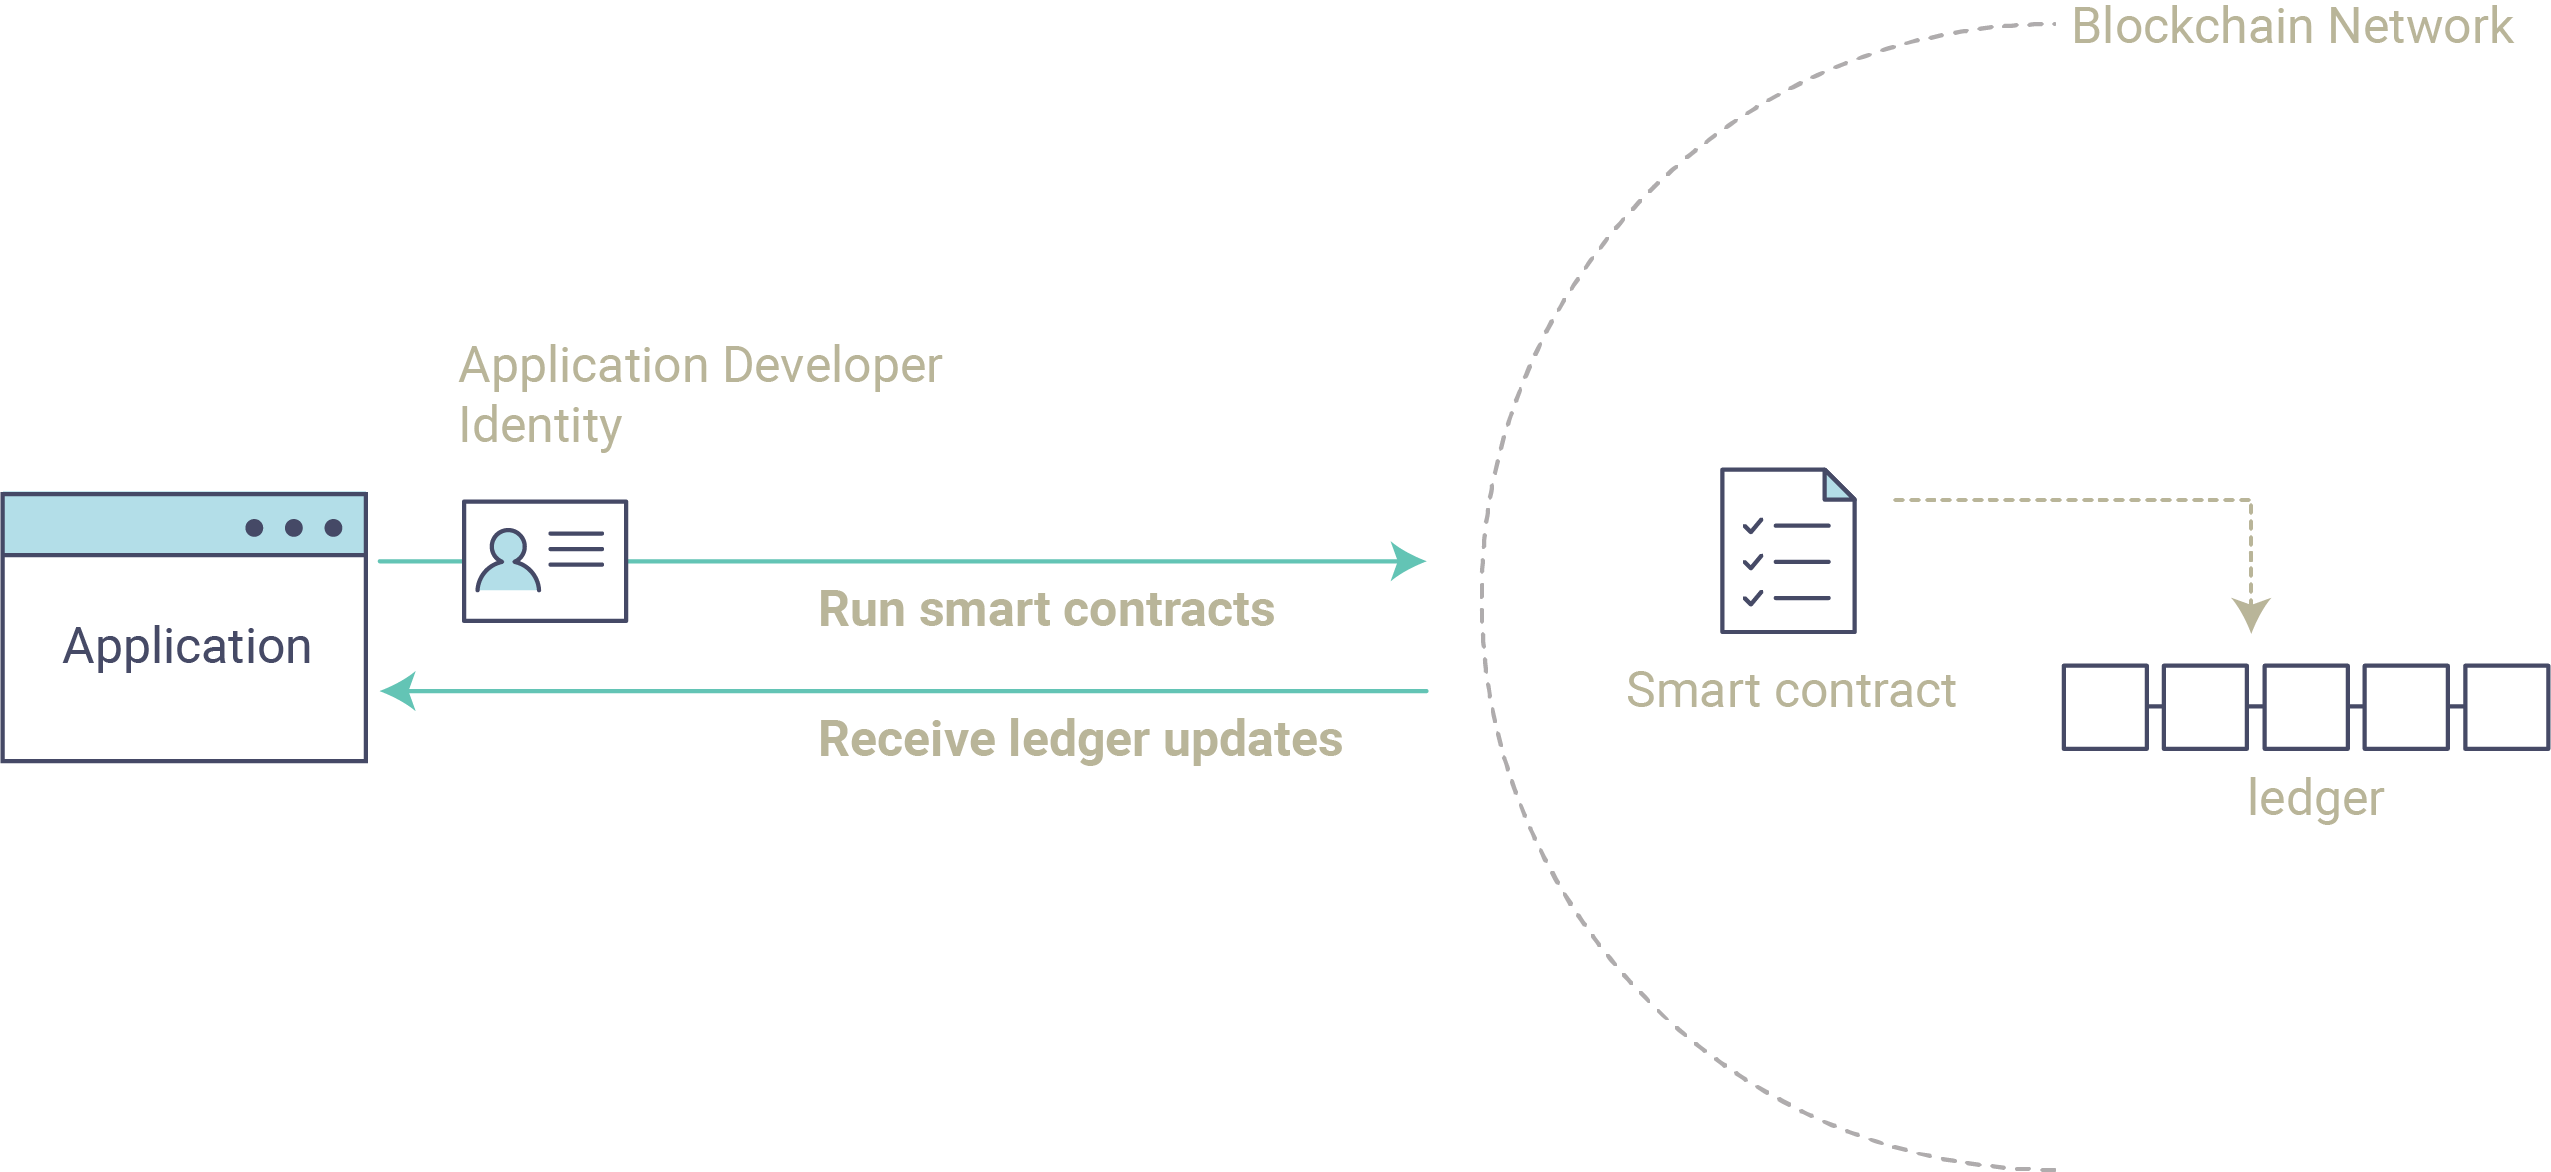 Blockchain Network
Application Developer
Identity
Application
Run smart contracts
Receive ledger updates
Smart contract
ledger